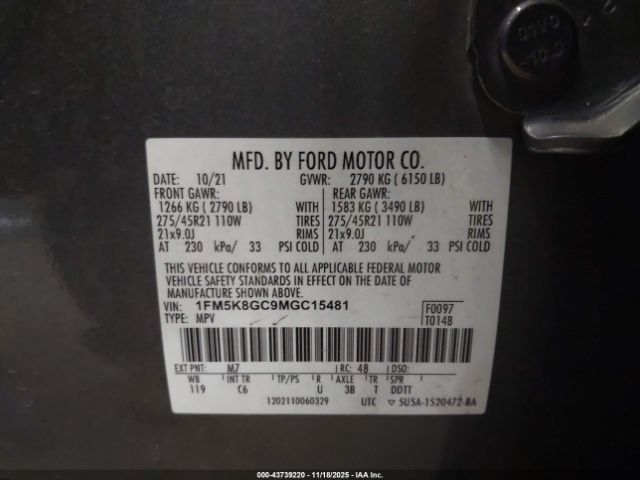 MFD. BY FORD MOTOR CO.
DATE: 10/21 GVWR: 2790 KG ( 6150 LB)
FRONT GAWR: REAR GAWR:
1266 KG ( 2790 LB) WITH 1583 KG ( 3490 LB) WITH
275/45R21 110W TIRES 275/45R21 110W TIRES
21x9.0J RIMS 21x9.0J RIMS
AT 230 kPa/ 33 PSI COLD AT 230 kPa/ 33 PSI COLD
THIS VEHICLE CONFORMS TO ALL APPLICABLE FEDERAL MOTOR
VEHICLE SAFETY STANDARDS IN EFFECT ON THE DATE OF
MANUFACTURE SHOWN ABOVE.
VIN: 1FM5K8GC9MGC15481 F0097
TYPE: MPV T0148
EXT PNT: M7 RC: 48 DSO:
WB INT TR TP/PS R AXLE TR SPR
119 C6 U 3B T DDTT
1202110060329 UTC ▽ 5U5A-1520472-BA
000-43739220 - 11/18/2025 - IAA Inc.